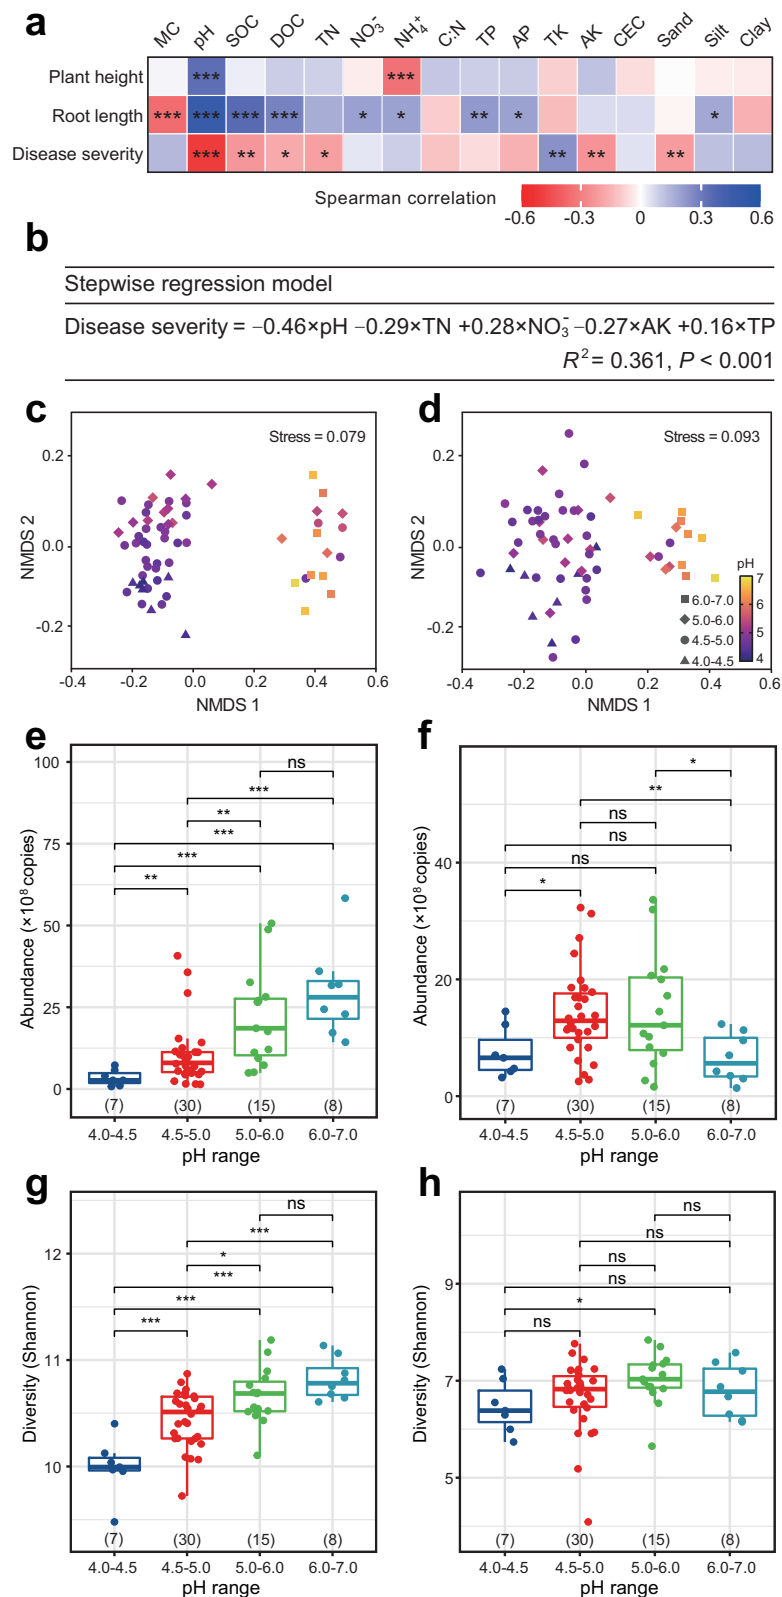 a
MC pH SOC DOC TN NO₃⁻ NH₄⁺ C:N TP AP TK AK CEC Sand Silt Clay
Plant height *** ***
Root length *** *** *** *** * * ** * *
Disease severity *** ** * * ** ** **
Spearman correlation
-0.6 -0.3 0 0.3 0.6
b
Stepwise regression model
Disease severity = −0.46×pH −0.29×TN +0.28×NO₃⁻ −0.27×AK +0.16×TP
R² = 0.361, P < 0.001
c
Stress = 0.079
NMDS 2
0.2
0.0
-0.2
-0.4 -0.2 0.0 0.2 0.4 0.6
NMDS 1
d
Stress = 0.093
NMDS 2
0.2
0.0
-0.2
pH
6.0-7.0
5.0-6.0
4.5-5.0
4.0-4.5
7
6
5
4
-0.4 -0.2 0.0 0.2 0.4 0.6
NMDS 1
e
Abundance (×10⁸ copies)
100
75
50
25
0
ns
***
**
***
***
**
(7) (30) (15) (8)
4.0-4.5 4.5-5.0 5.0-6.0 6.0-7.0
pH range
f
Abundance (×10⁸ copies)
40
20
0
*
**
ns
ns
ns
*
(7) (30) (15) (8)
4.0-4.5 4.55-5.0 5.0-6.0 6.0-7.0
pH range
g
Diversity (Shannon)
12
11
10
ns
***
*
***
***
***
(7) (30) (15) (8)
4.0-4.5 4.5-5.0 5.0-6.0 6.0-7.0
pH range
h
Diversity (Shannon)
9
7
5
ns
ns
ns
ns
*
ns
(7) (30) (15) (8)
4.0-4.5 4.55-5.0 5.0-6.0 6.0-7.0
pH range